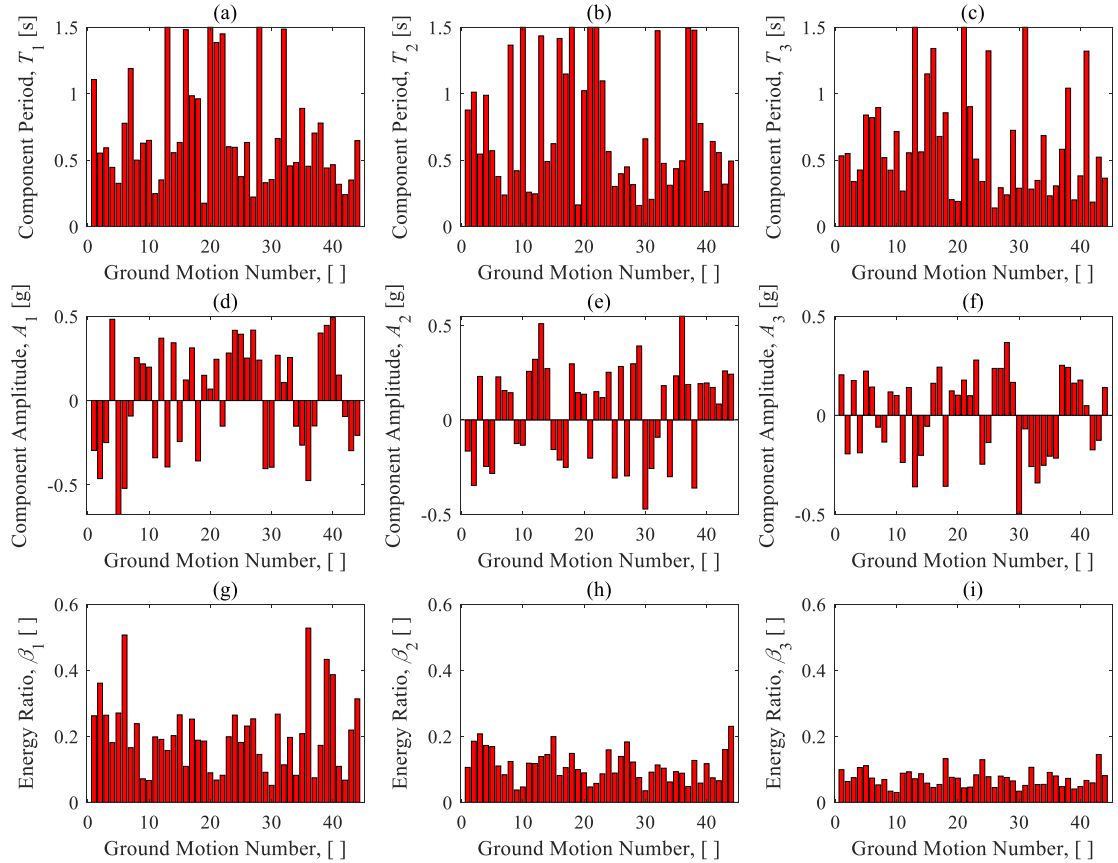 (a)
(b)
(c)
Component Period, T1 [s]
1.5
1
0.5
0
0 10 20 30 40
Ground Motion Number, [ ]
Component Period, T2 [s]
1.5
1
0.5
0
0 10 20 30 40
Ground Motion Number, [ ]
Component Period, T3 [s]
1.5
1
0.5
0
0 10 20 30 40
Ground Motion Number, [ ]
(d)
(e)
(f)
Component Amplitude, A1 [g]
0.5
0
-0.5
0 10 20 30 40
Ground Motion Number, [ ]
Component Amplitude, A2 [g]
0.5
0
-0.5
0 10 20 30 40
Ground Motion Number, [ ]
Component Amplitude, A3 [g]
0.5
0
-0.5
0 10 20 30 40
Ground Motion Number, [ ]
(g)
(h)
(i)
Energy Ratio, β1 [ ]
0.6
0.4
0.2
0
0 10 20 30 40
Ground Motion Number, [ ]
Energy Ratio, β2 [ ]
0.6
0.4
0.2
0
0 10 20 30 40
Ground Motion Number, [ ]
Energy Ratio, β3 [ ]
0.6
0.4
0.2
0
0 10 20 30 40
Ground Motion Number, [ ]